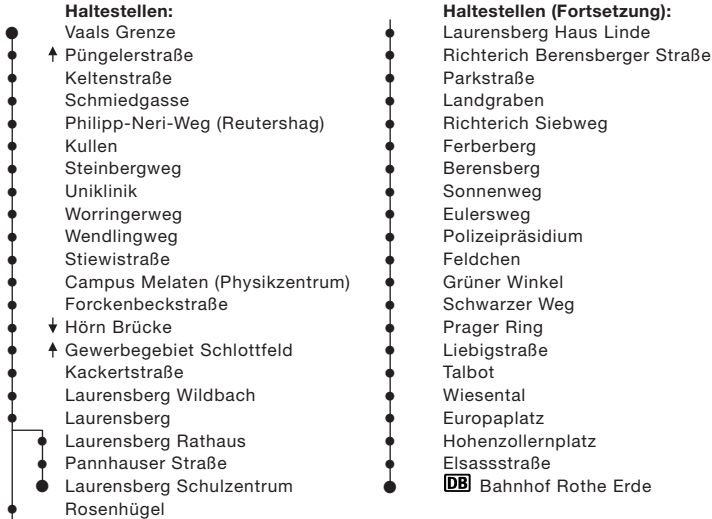 Haltestellen:
Vaals Grenze
Püngelerstraße
Keltenstraße
Schmiedgasse
Philipp-Neri-Weg (Reutershag)
Kullen
Steinbergweg
Uniklinik
Worringerweg
Wendlingweg
Stiewistraße
Campus Melaten (Physikzentrum)
Forckenbeckstraße
Hörn Brücke
Gewerbegebiet Schlottfeld
Kackertstraße
Laurensberg Wildbach
Laurensberg
Laurensberg Rathaus
Pannhauser Straße
Laurensberg Schulzentrum
Rosenhügel
Haltestellen (Fortsetzung):
Laurensberg Haus Linde
Richterich Berensberger Straße
Parkstraße
Landgraben
Richterich Siebweg
Ferberberg
Berensberg
Sonnenweg
Eulersweg
Polizeipräsidium
Feldchen
Grüner Winkel
Schwarzer Weg
Prager Ring
Liebigstraße
Talbot
Wiesental
Europaplatz
Hohenzollernplatz
Elsassstraße
DB Bahnhof Rothe Erde